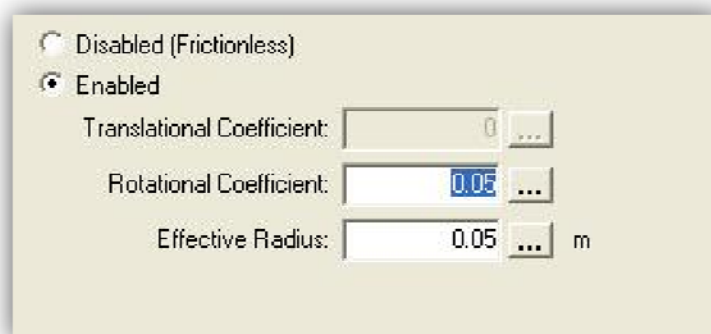 Disabled (Frictionless)
Enabled
Translational Coefficient: 0 ...
Rotational Coefficient: 0.05 ...
Effective Radius: 0.05 ... m